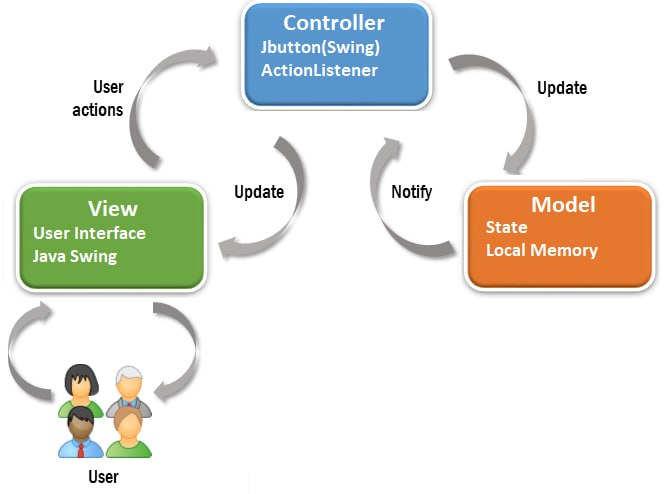 Controller
Jbutton(Swing)
ActionListener
User
actions
Update
Update
Notify
View
User Interface
Java Swing
Model
State
Local Memory
User